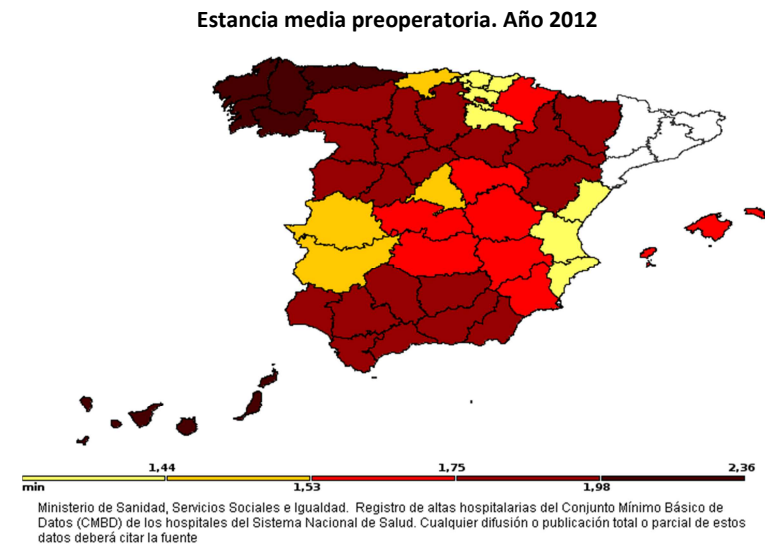 Estancia media preoperatoria. Año 2012
1,44 1,75 2,36
min 1,53 1,98
Ministerio de Sanidad, Servicios Sociales e Igualdad. Registro de altas hospitalarias del Conjunto Mínimo Básico de
Datos (CMBD) de los hospitales del Sistema Nacional de Salud. Cualquier difusión o publicación total o parcial de estos
datos deberá citar la fuente